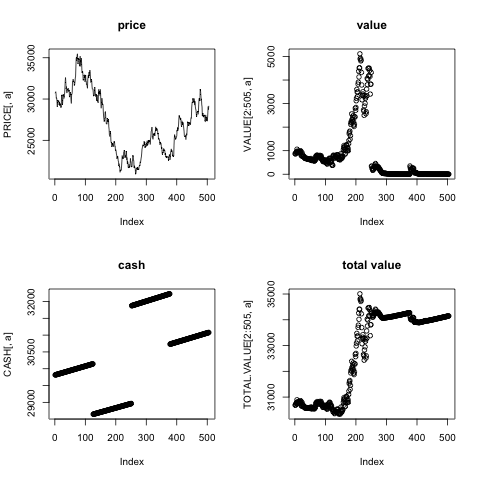 price
PRICE[, a]
25000 30000 35000
0 100 200 300 400 500
Index
value
VALUE[2:505, a]
0 1000 3000 5000
0 100 200 300 400 500
Index
cash
CASH[, a]
29000 30500 32000
0 100 200 300 400 500
Index
total value
TOTAL.VALUE[2:505, a]
31000 33000 35000
0 100 200 300 400 500
Index